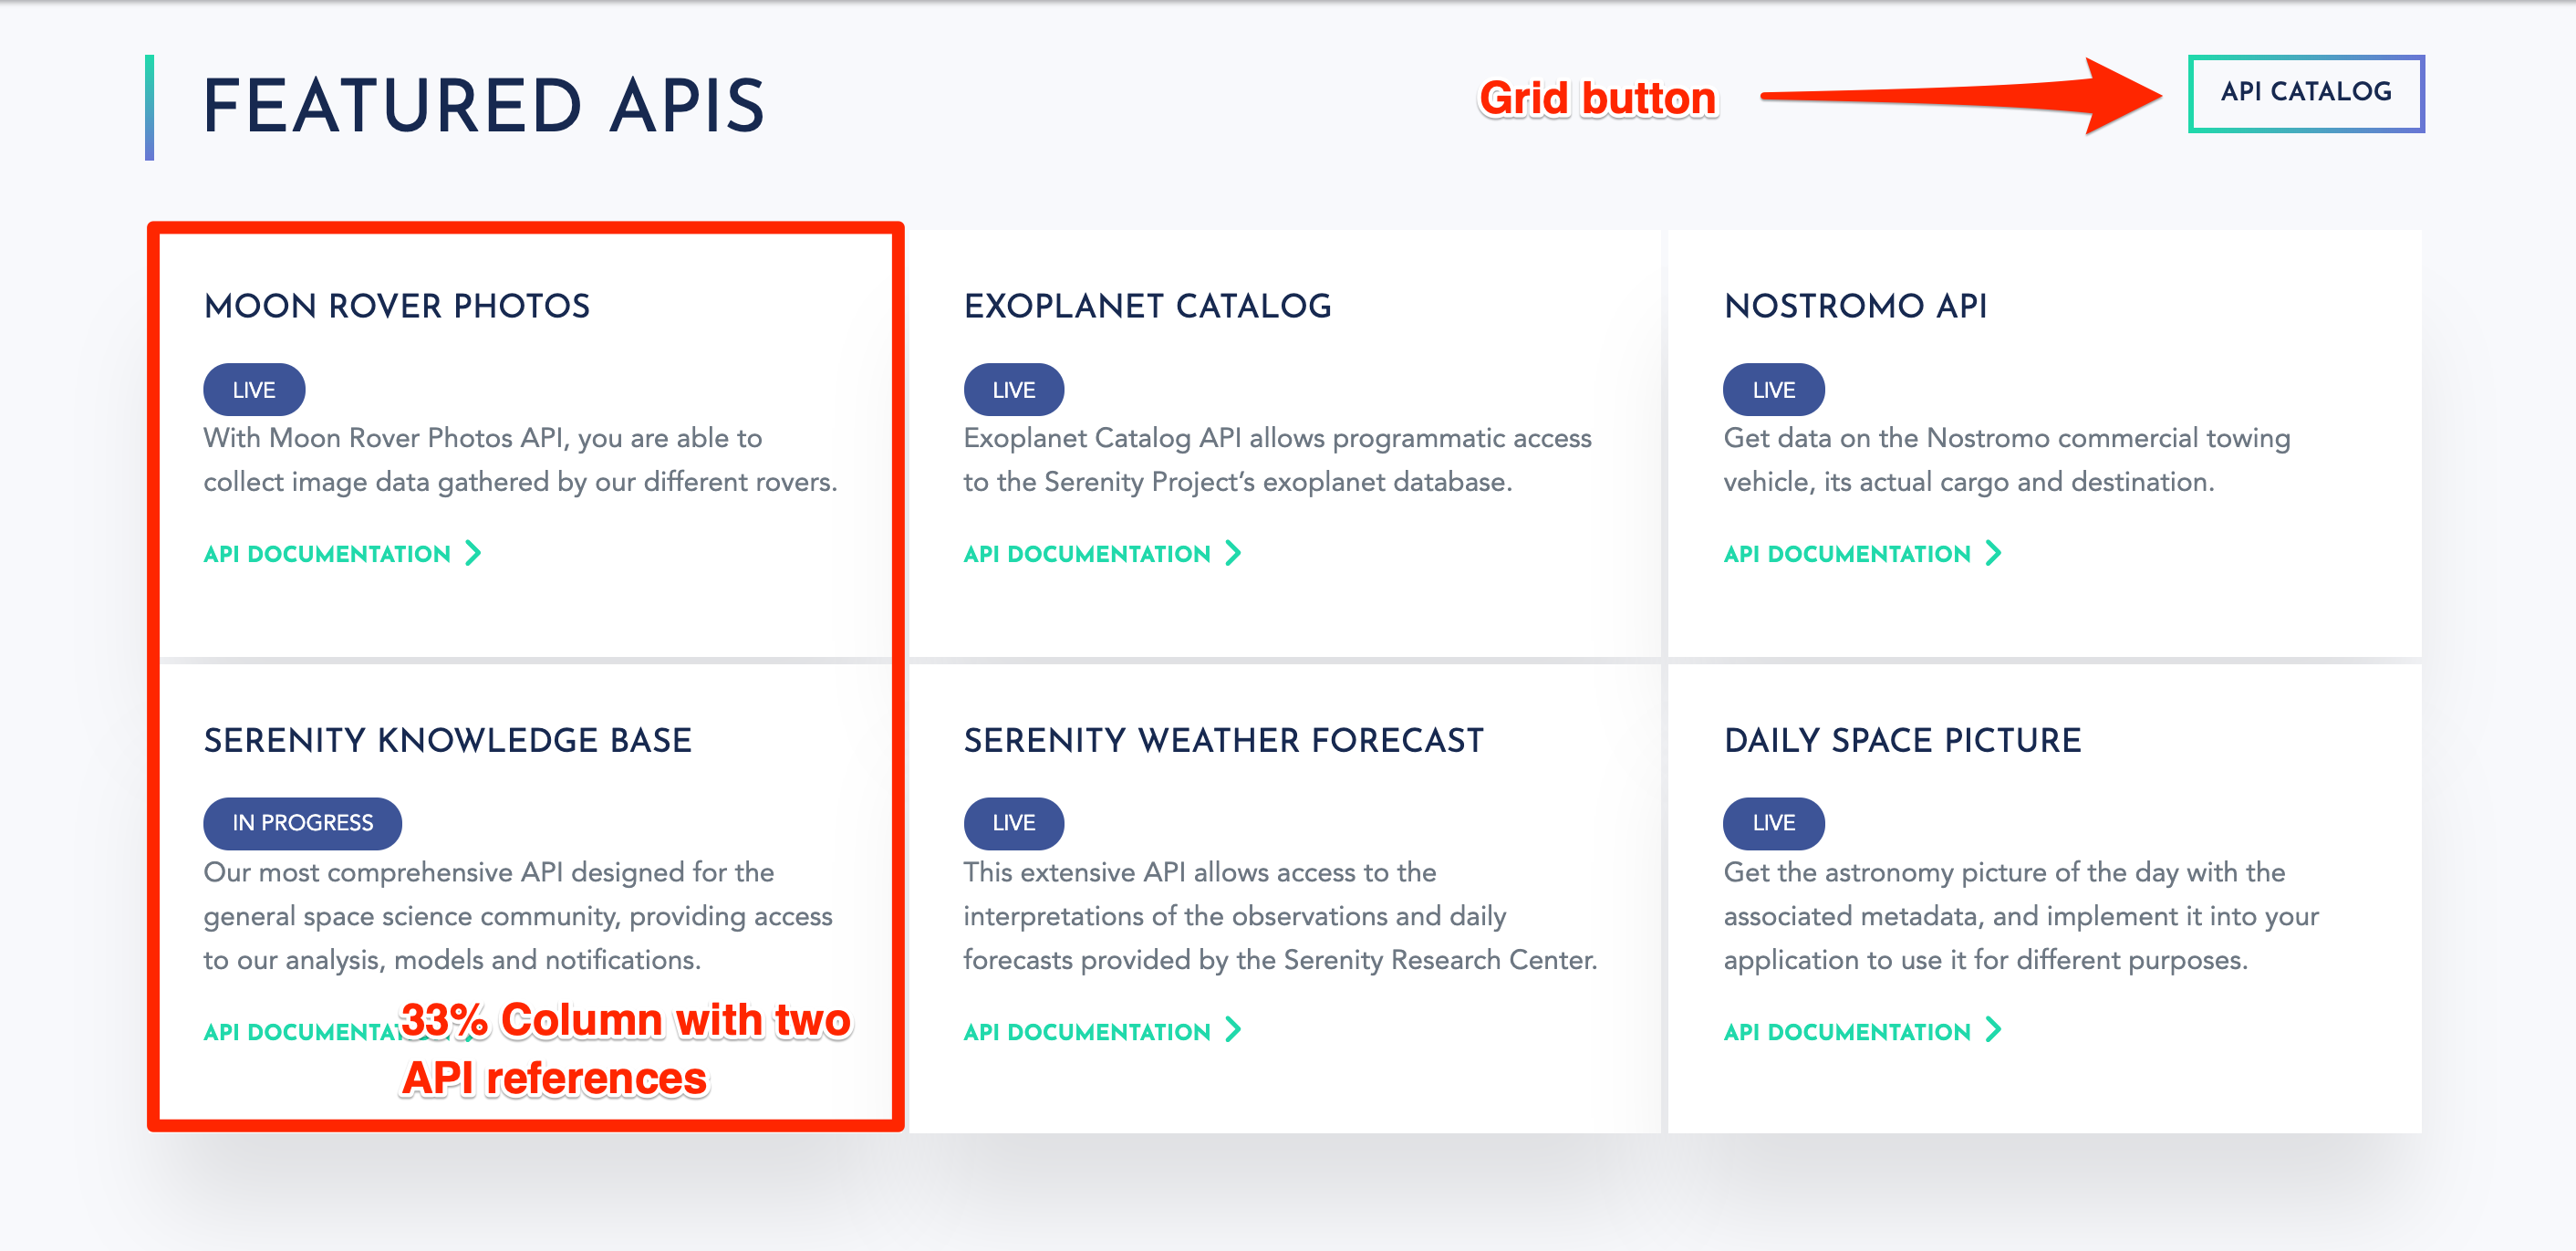 FEATURED APIS
Grid button
API CATALOG
MOON ROVER PHOTOS
LIVE
With Moon Rover Photos API, you are able to
collect image data gathered by our different rovers.
API DOCUMENTATION
EXOPLANET CATALOG
LIVE
Exoplanet Catalog API allows programmatic access
to the Serenity Project’s exoplanet database.
API DOCUMENTATION
NOSTROMO API
LIVE
Get data on the Nostromo commercial towing
vehicle, its actual cargo and destination.
API DOCUMENTATION
SERENITY KNOWLEDGE BASE
IN PROGRESS
Our most comprehensive API designed for the
general space science community, providing access
to our analysis, models and notifications.
API DOCUMENTAT
33% Column with two
API references
SERENITY WEATHER FORECAST
LIVE
This extensive API allows access to the
interpretations of the observations and daily
forecasts provided by the Serenity Research Center.
API DOCUMENTATION
DAILY SPACE PICTURE
LIVE
Get the astronomy picture of the day with the
associated metadata, and implement it into your
application to use it for different purposes.
API DOCUMENTATION